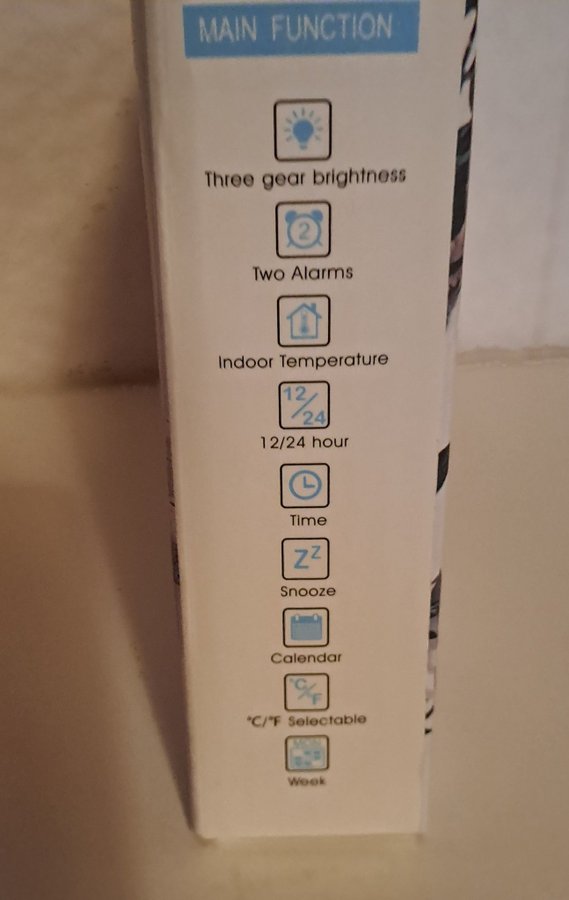 MAIN FUNCTION
Three gear brightness
2
Two Alarms
Indoor Temperature
12/24
12/24 hour
Time
ZZ
Snooze
Calendar
°C/°F
°C/°F Selectable
MON
Week